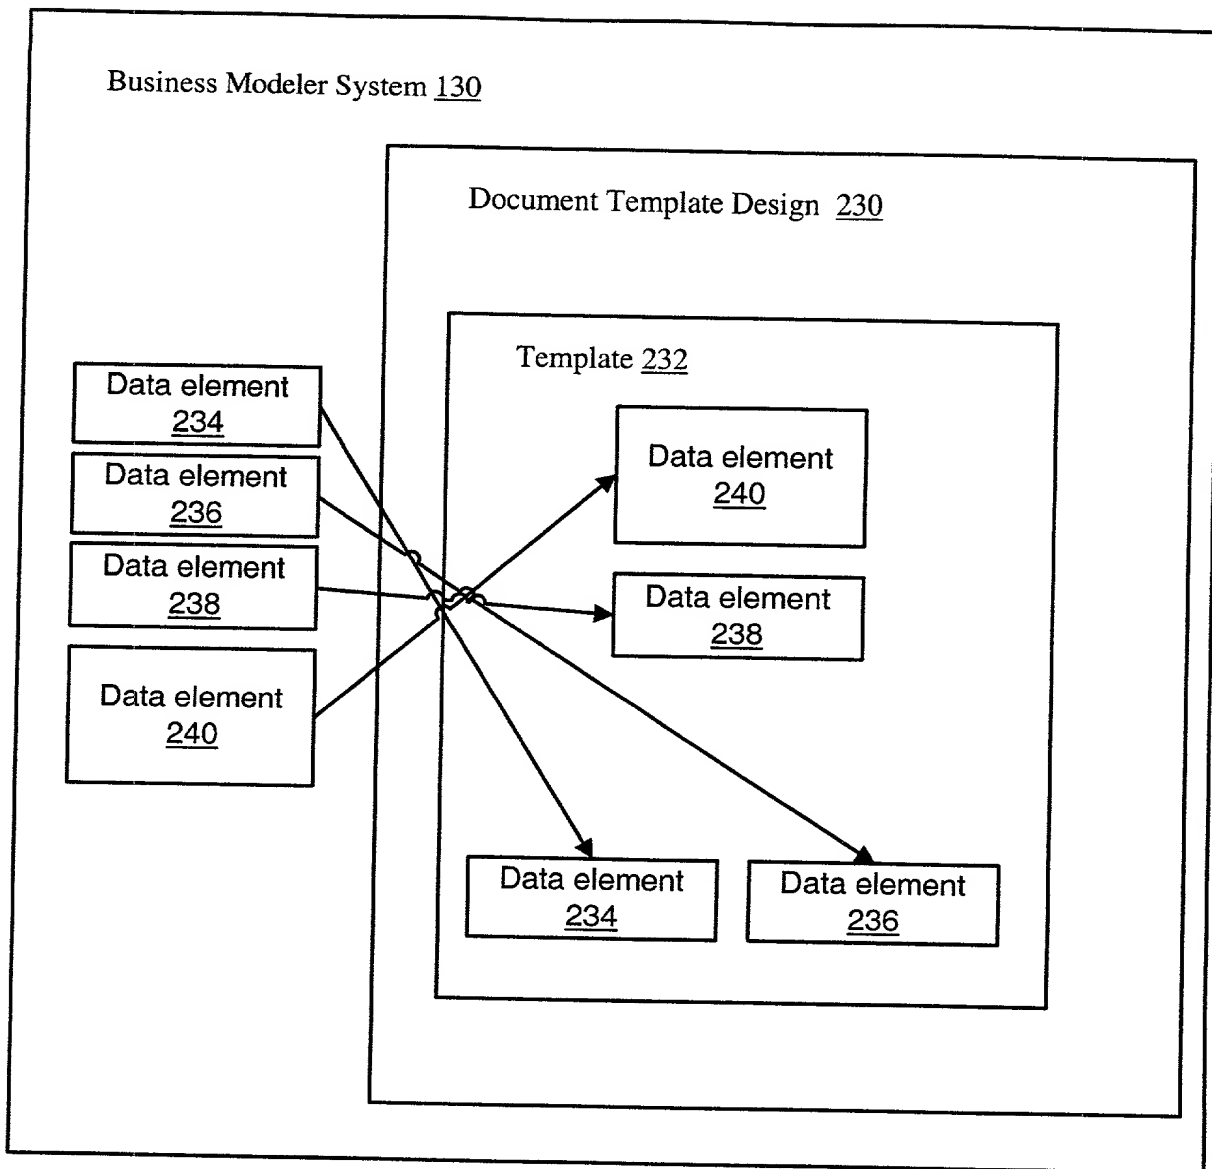 Business Modeler System 130
Document Template Design 230
Template 232
Data element
234
Data element
236
Data element
238
Data element
240
Data element
240
Data element
238
Data element
234
Data element
236